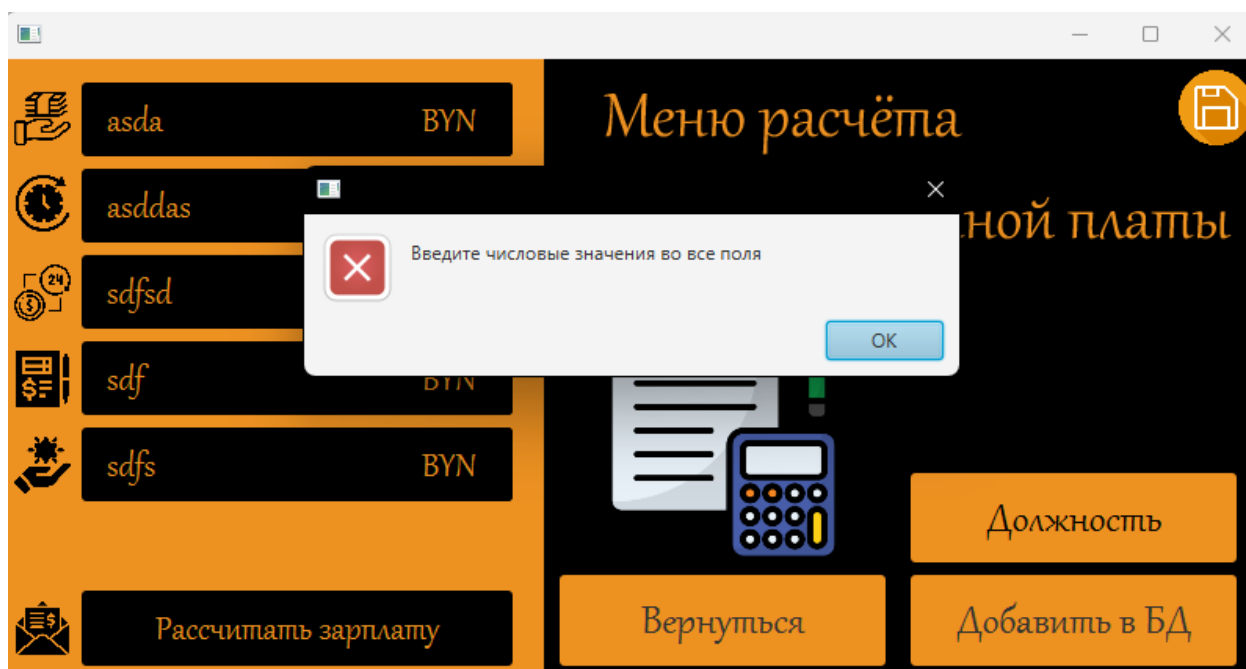 asda BYN
asddas
sdfsd
sdf BYN
sdfs BYN
Рассчитать зарплату
Меню расчёта
ной платы
Введите числовые значения во все поля
OK
24
Должность
Вернуться
Добавить в БД